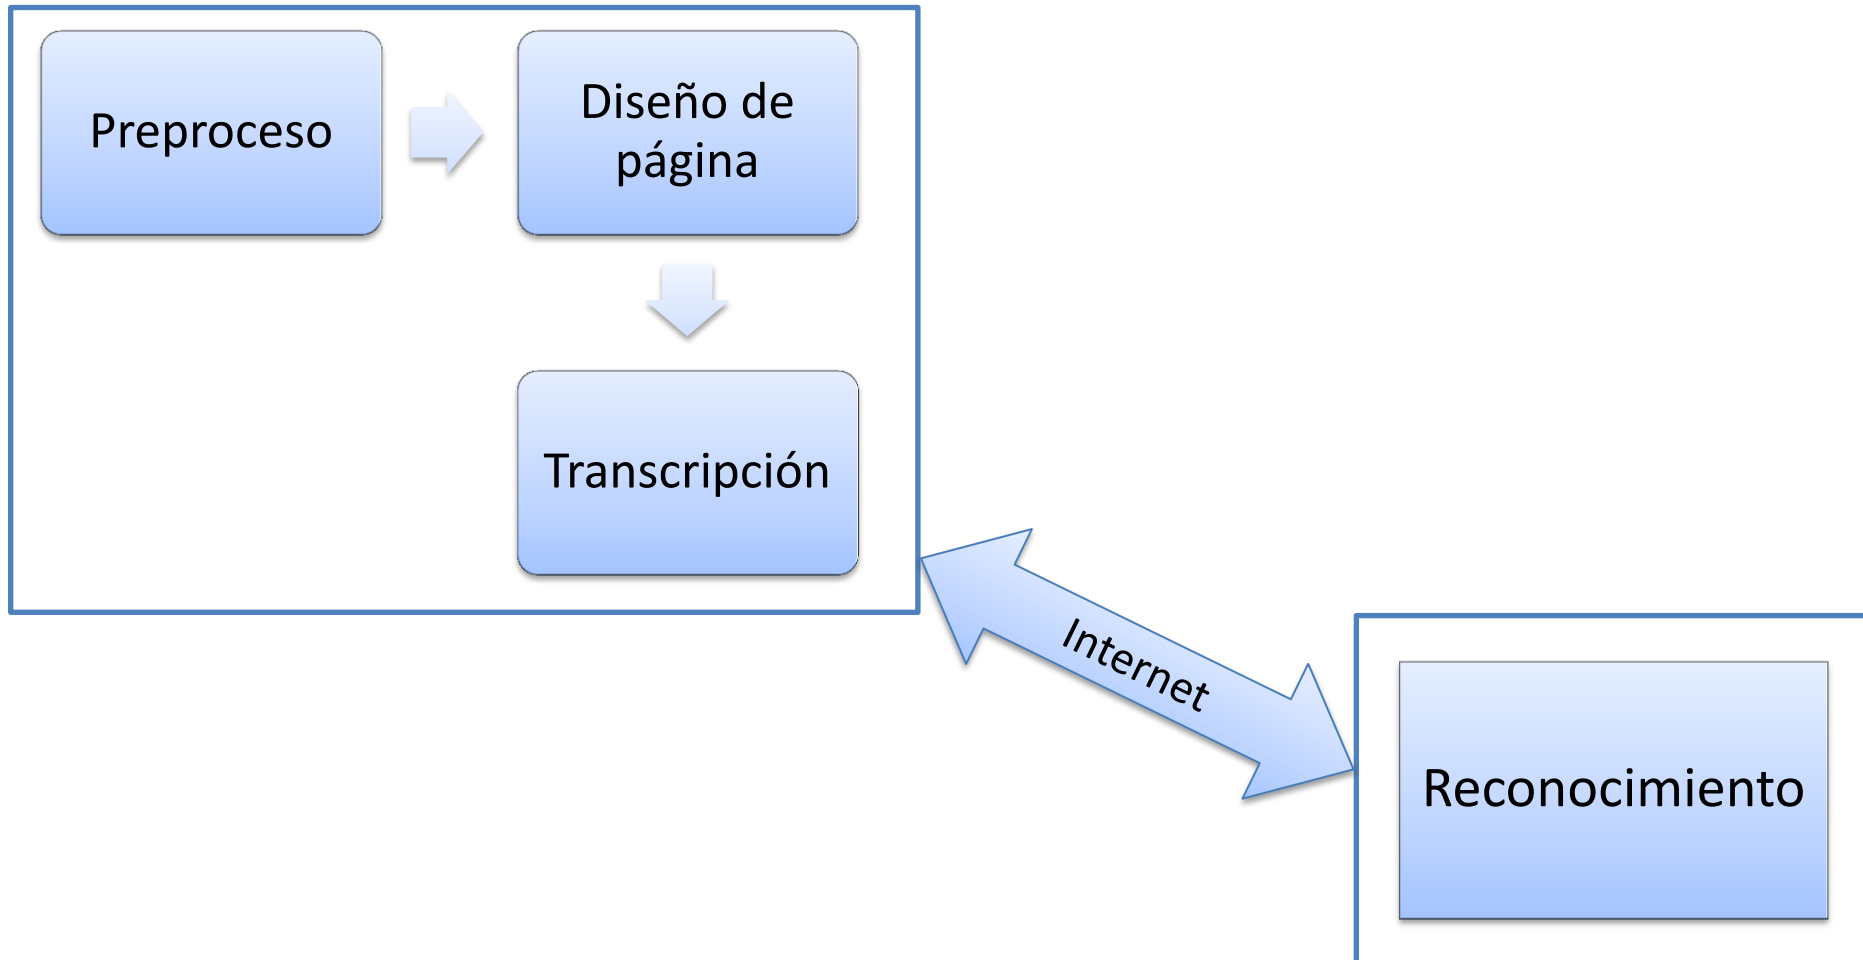 Preproceso
Diseño de
página
Transcripción
Internet
Reconocimiento